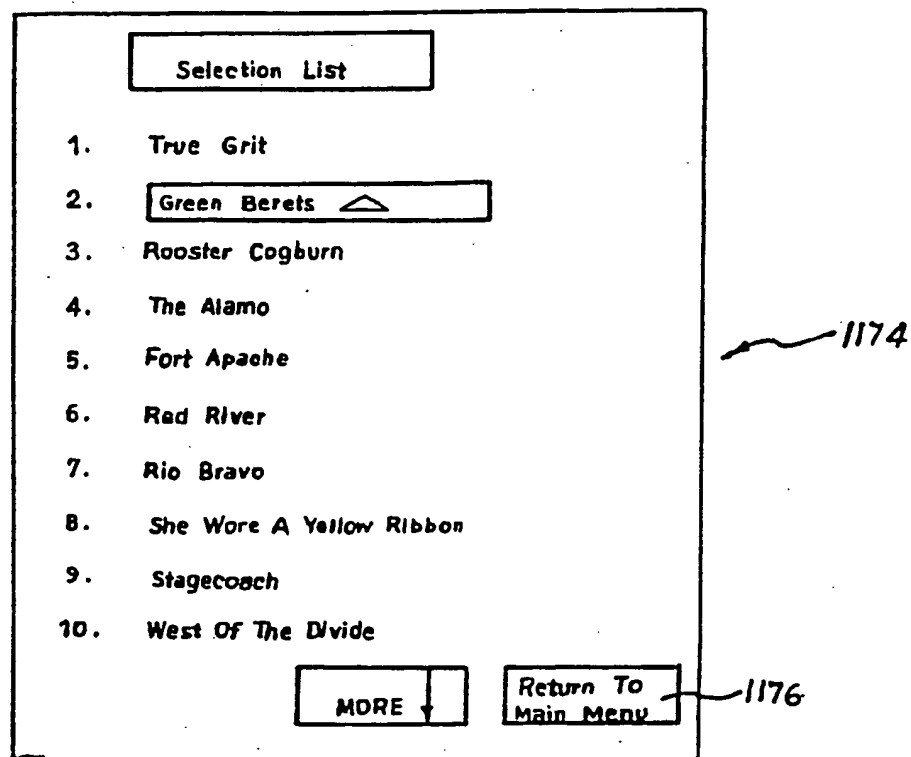 Selection List
1. True Grit
2. Green Berets
3. Rooster Cogburn
4. The Alamo
5. Fort Apache
6. Red River
7. Rio Bravo
8. She Wore A Yellow Ribbon
9. Stagecoach
10. West Of The Divide
MORE
Return To
Main Menu
1174
1176